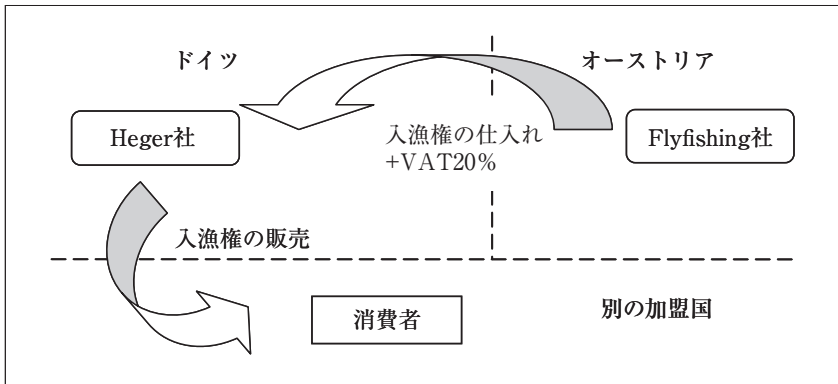 ドイツ
オーストリア
Heger社
入漁権の仕入れ
+VAT20%
Flyfishing社
入漁権の販売
消費者
別の加盟国